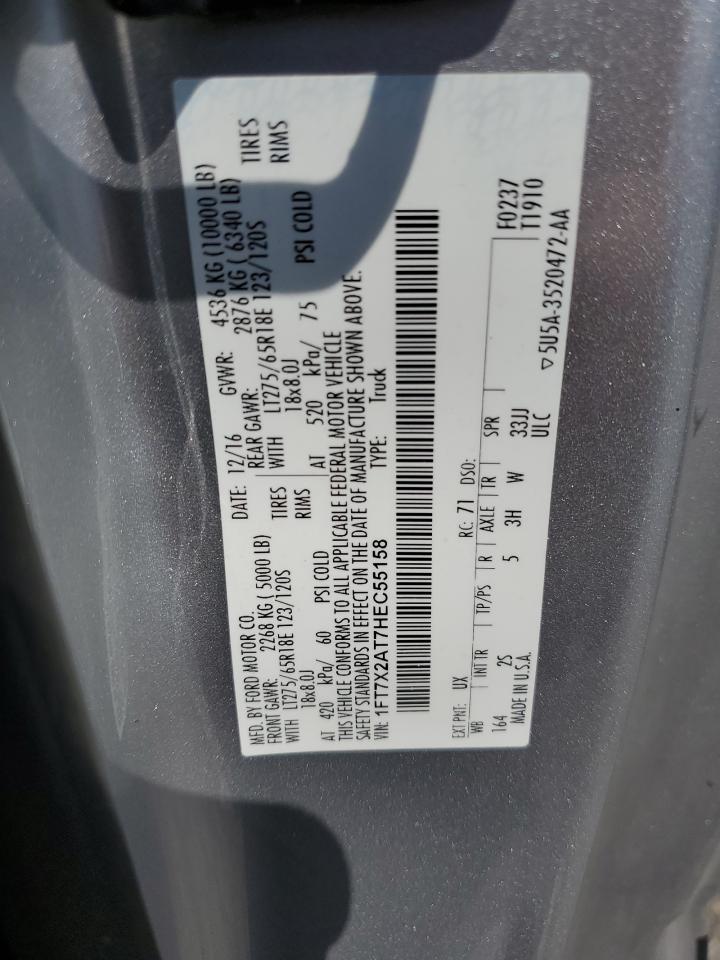 MFD. BY FORD MOTOR CO.
DATE: 12/16 GVWR: 4536 KG (10000 LB)
FRONT GAWR: 2268 KG ( 5000 LB)
REAR GAWR: 2876 KG ( 6340 LB)
WITH LT275/65R18E 123/120S TIRES
WITH LT275/65R18E 123/120S TIRES
18x8.0J RIMS
18x8.0J RIMS
AT 420 kPa/ 60 PSI COLD
AT 520 kPa/ 75 PSI COLD
THIS VEHICLE CONFORMS TO ALL APPLICABLE FEDERAL MOTOR VEHICLE
SAFETY STANDARDS IN EFFECT ON THE DATE OF MANUFACTURE SHOWN ABOVE.
VIN: 1FT7X2AT7HEC55158 TYPE: Truck
EXT PNT: UX RC: 71 DSO:
WB INT TR TP/PS R AXLE TR SPR
164 2S 5 3H W 33JJ
MADE IN U.S.A. ULC
F0237
T1910
▽5U5A-3520472-AA